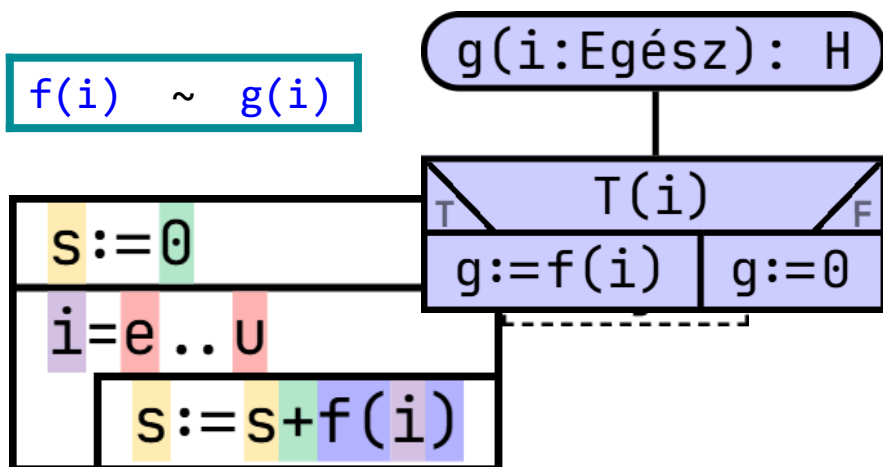 g(i:Egész): H
f(i) ~ g(i)
T(i)
T
F
g:=f(i)
g:=0
s:=0
i=e..u
s:=s+f(i)